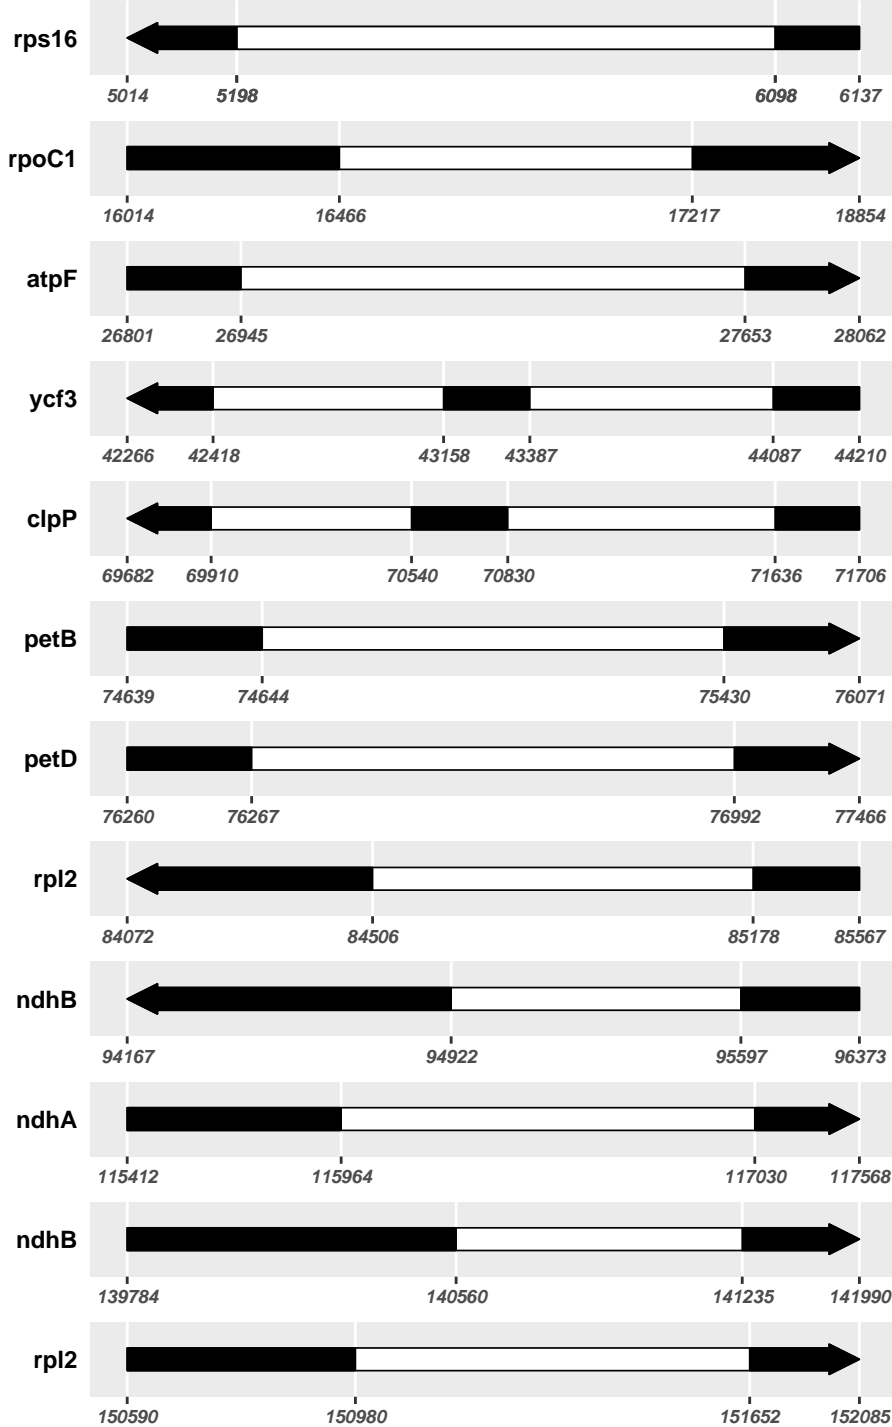 rps16
5014 5198 6098 6137
rpoC1
16014 16466 17217 18854
atpF
26801 26945 27653 28062
ycf3
42266 42418 43158 43387 44087 44210
clpP
69682 69910 70540 70830 71636 71706
petB
74639 74644 75430 76071
petD
76260 76267 76992 77466
rpl2
84072 84506 85178 85567
ndhB
94167 94922 95597 96373
ndhA
115412 115964 117030 117568
ndhB
139784 140560 141235 141990
rpl2
150590 150980 151652 152085